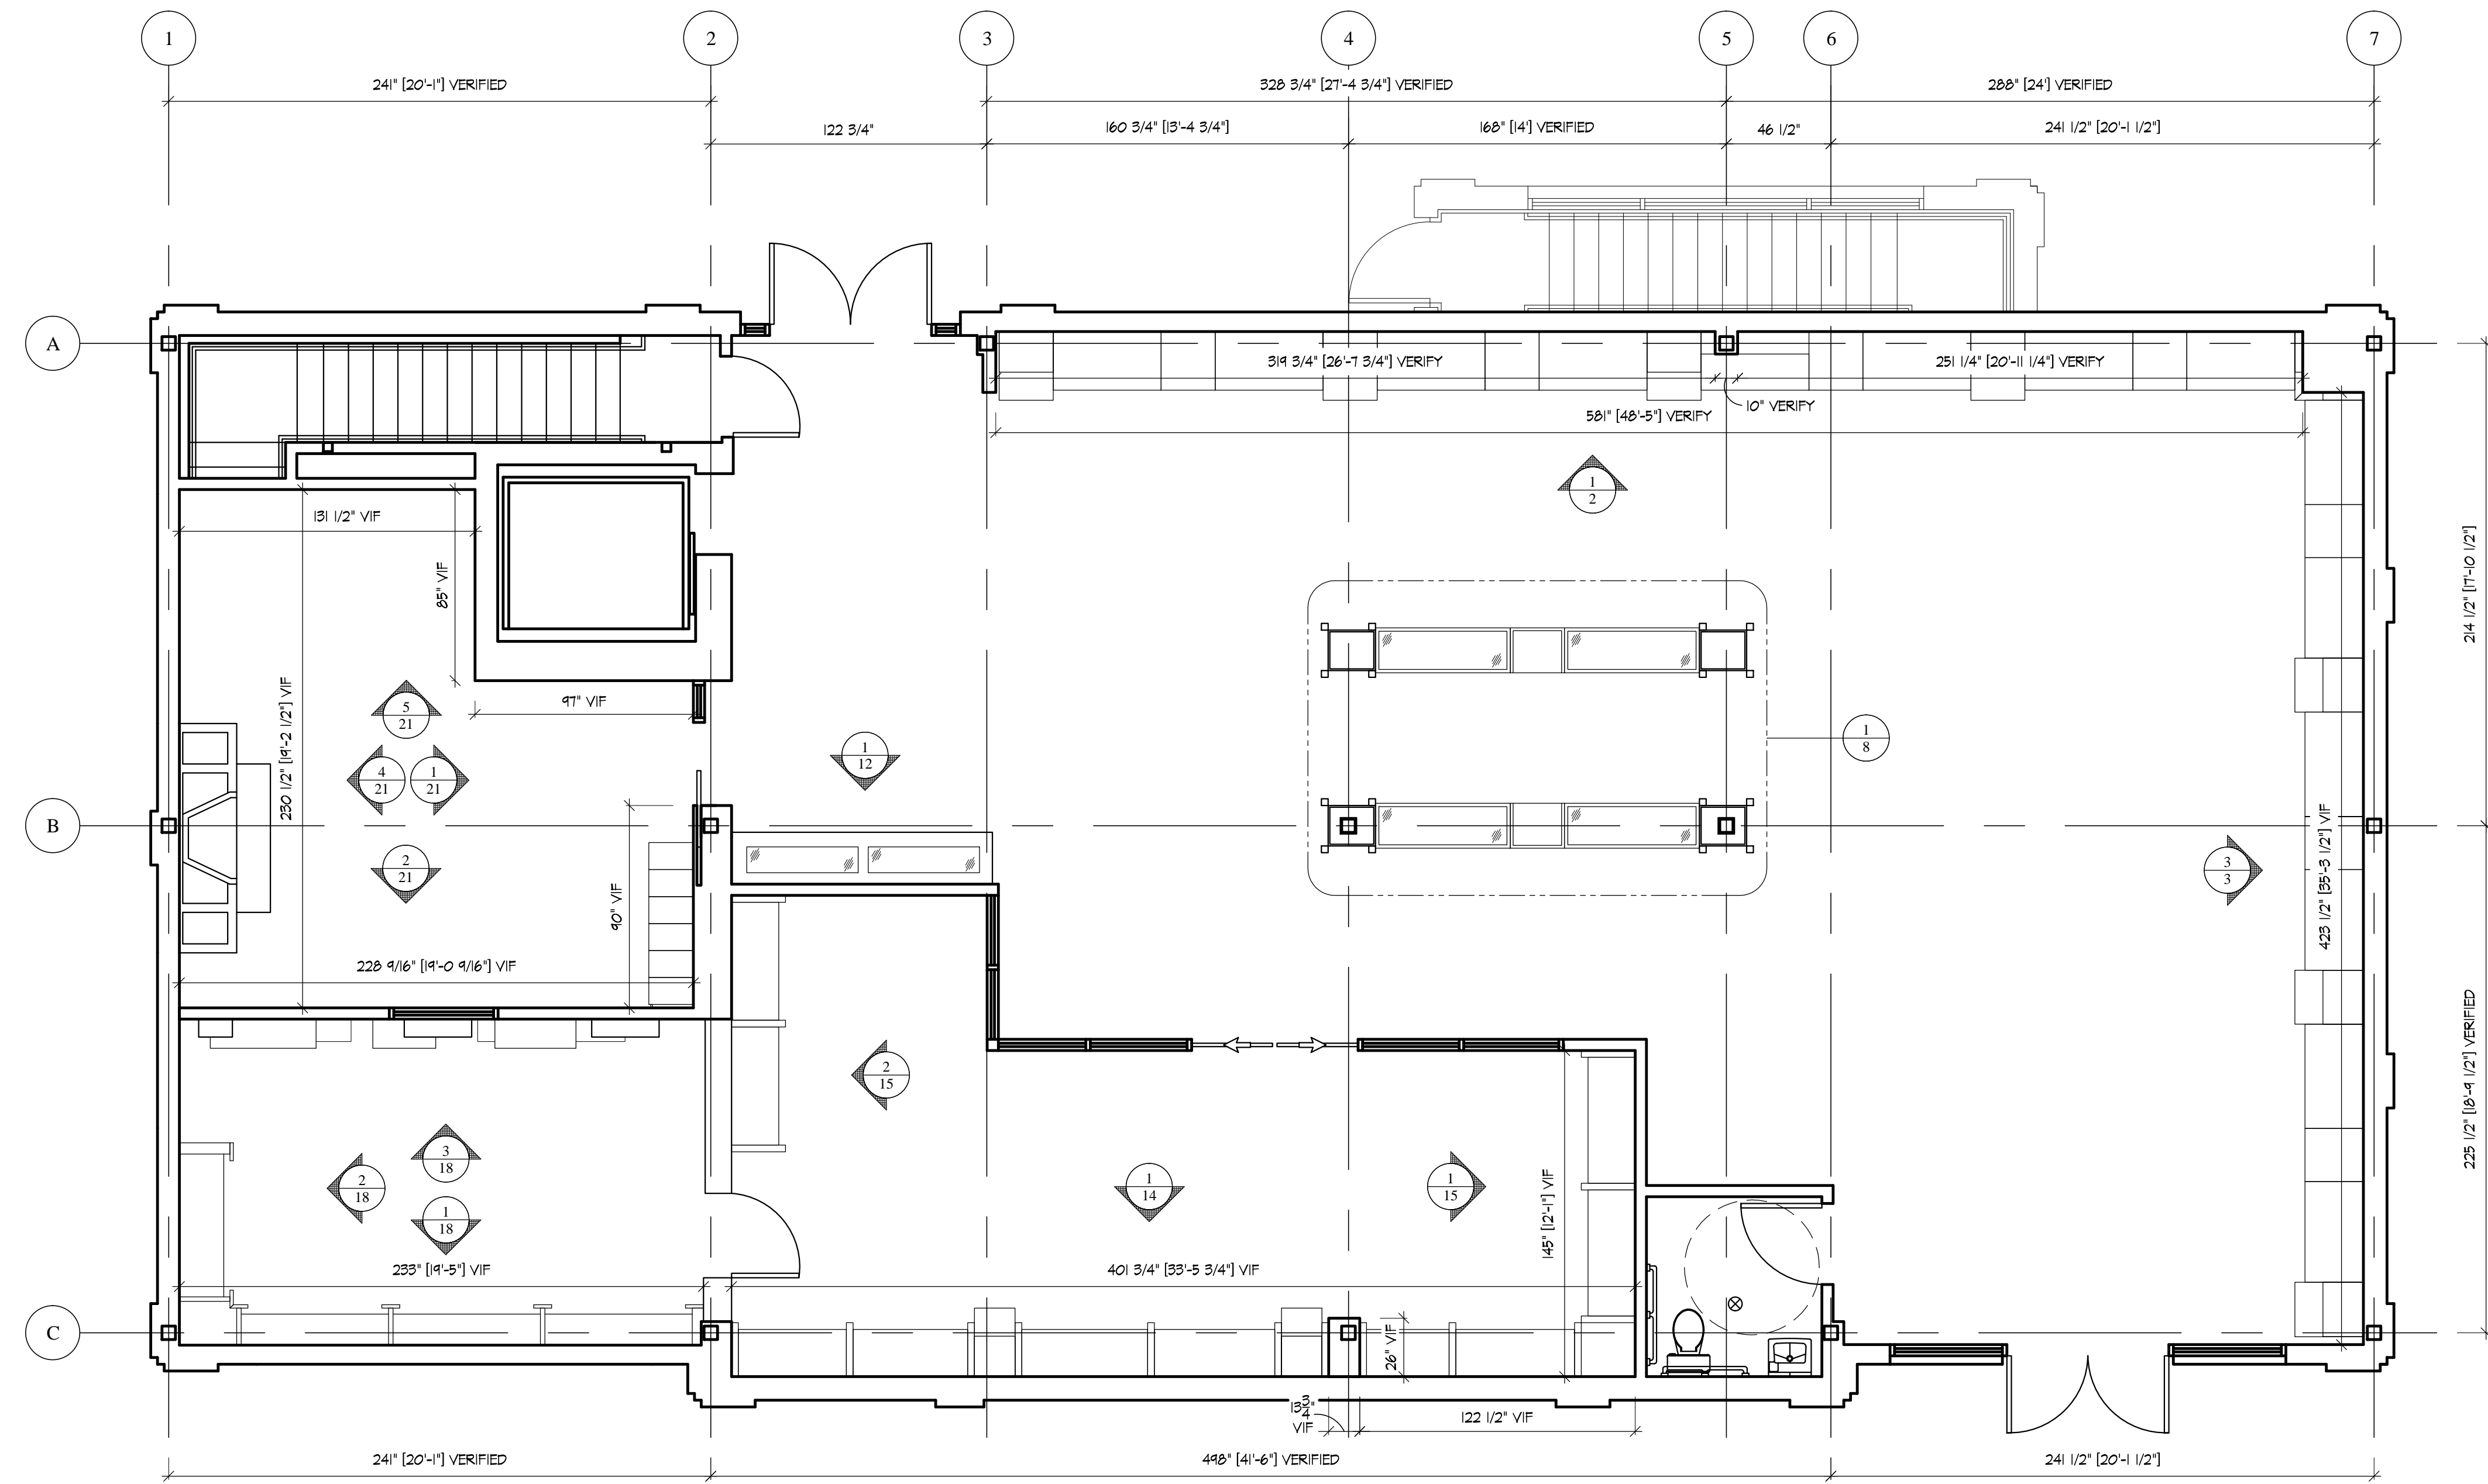 1 2 3 4 5 6 7
241" [20'-1"] VERIFIED
328 3/4" [27'-4 3/4"] VERIFIED
288" [24'] VERIFIED
122 3/4"
160 3/4" [13'-4 3/4"]
168" [14'] VERIFIED
46 1/2"
241 1/2" [20'-1 1/2"]
A
319 3/4" [26'-7 3/4"] VERIFY
251 1/4" [20'-11 1/4"] VERIFY
10" VERIFY
581" [48'-5"] VERIFY
1
2
131 1/2" VIF
85" VIF
214 1/2" [17'-10 1/2"]
230 1/2" [19'-2 1/2"] VIF
97" VIF
5
21
4
21
1
21
1
12
1
8
B
2
21
90" VIF
3
3
423 1/2" [35'-3 1/2"] VIF
228 9/16" [19'-0 9/16"] VIF
2
15
225 1/2" [18'-9 1/2"] VERIFIED
3
18
2
18
1
18
1
14
1
15
145" [12'-1"] VIF
233" [19'-5"] VIF
401 3/4" [33'-5 3/4"] VIF
C
26" VIF
13 3/4"
VIF
122 1/2" VIF
241" [20'-1"] VERIFIED
498" [41'-6"] VERIFIED
241 1/2" [20'-1 1/2"]